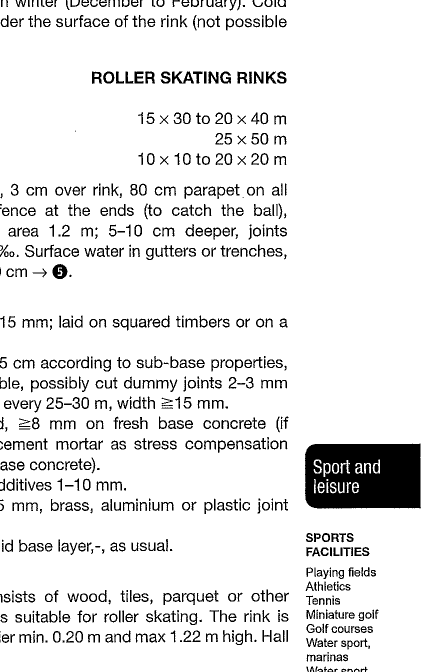 n winter (December to February). Cold
der the surface of the rink (not possible
ROLLER SKATING RINKS
15 × 30 to 20 × 40 m
25 × 50 m
10 × 10 to 20 × 20 m
, 3 cm over rink, 80 cm parapet on all
fence at the ends (to catch the ball),
area 1.2 m; 5–10 cm deeper, joints
‰. Surface water in gutters or trenches,
cm → ❺.
15 mm; laid on squared timbers or on a
5 cm according to sub-base properties,
ble, possibly cut dummy joints 2–3 mm
every 25–30 m, width ≧15 mm.
d, ≧8 mm on fresh base concrete (if
cement mortar as stress compensation
ase concrete).
dditives 1–10 mm.
5 mm, brass, aluminium or plastic joint
id base layer,-, as usual.
nsists of wood, tiles, parquet or other
s suitable for roller skating. The rink is
ier min. 0.20 m and max 1.22 m high. Hall
Sport and
leisure
SPORTS
FACILITIES
Playing fields
Athletics
Tennis
Miniature golf
Golf courses
Water sport,
marinas
Water sport